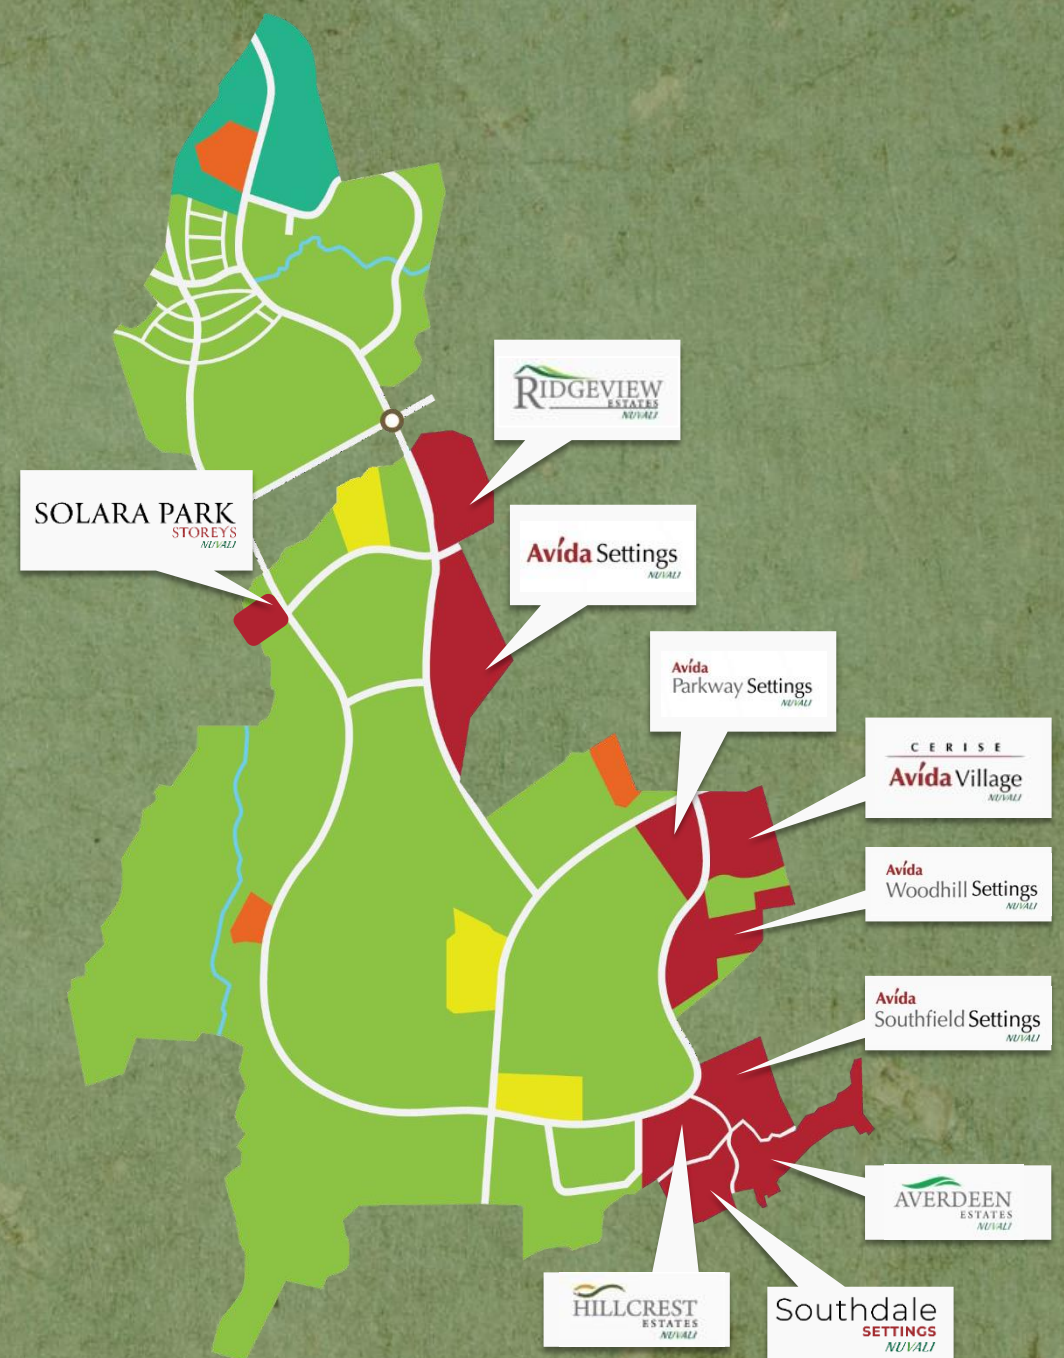 RIDGEVIEW
ESTATES
NUVALI
SOLARA PARK
STOREYS
NUVALI
Avída Settings
NUVALI
Avída
Parkway Settings
NUVALI
CERISE
Avída Village
NUVALI
Avída
Woodhill Settings
NUVALI
Avída
Southfield Settings
NUVALI
AVERDEEN
ESTATES
NUVALI
HILLCREST
ESTATES
NUVALI
Southdale
SETTINGS
NUVALI